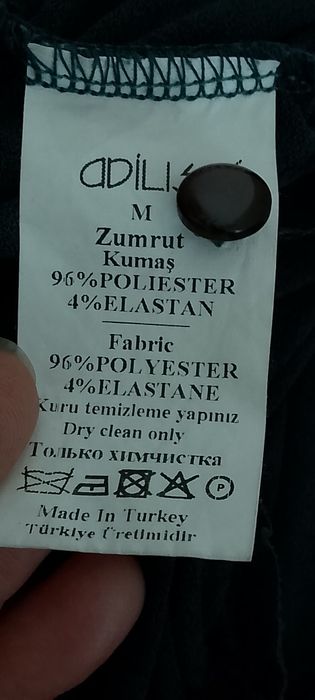 M
Zumrut
Kumaş
96%POLIESTER
4%ELASTAN
Fabric
96%POLYESTER
4%ELASTANE
Kuru temizleme yapınız
Dry clean only
Только химчистка
P
Made In Turkey
Türkiye Üretimidir